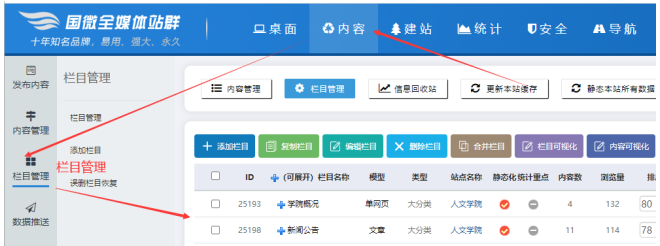 国微全媒体站群
十年知名品牌，易用、强大、永久
桌面 内容 建站 统计 安全 导航
发布内容
内容管理
栏目管理
数据推送
栏目管理
栏目管理
添加栏目
栏目管理
误删栏目恢复
内容管理 栏目管理 信息回收站 更新本站缓存 静态本站所有数据
添加栏目 复制栏目 编辑栏目 删除栏目 合并栏目 栏目可视化 内容可视化
ID (可展开) 栏目名称 模型 类型 站点名称 静态化 统计重点 内容数 浏览量
25193 学院概况 单网页 大分类 人文学院 4 132 80
25198 新闻公告 文章 大分类 人文学院 11 114 78